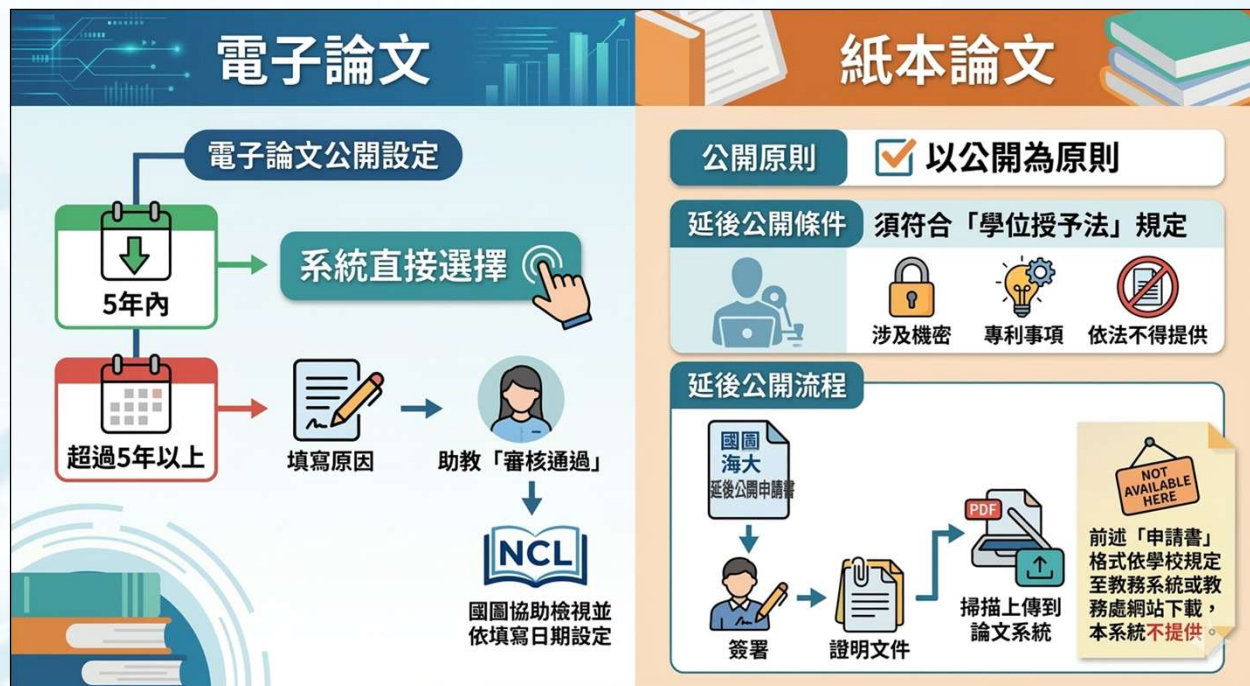 電子論文
電子論文公開設定
5年內
系統直接選擇
超過5年以上
填寫原因
助教「審核通過」
NCL
國圖協助檢視並
依填寫日期設定
紙本論文
公開原則
以公開為原則
延後公開條件
須符合「學位授予法」規定
涉及機密
專利事項
依法不得提供
延後公開流程
國圖
海大
延後公開申請書
簽署
證明文件
PDF
掃描上傳到
論文系統
NOT
AVAILABLE
HERE
前述「申請書」
格式依學校規定
至教務系統或教
務處網站下載，
本系統不提供。